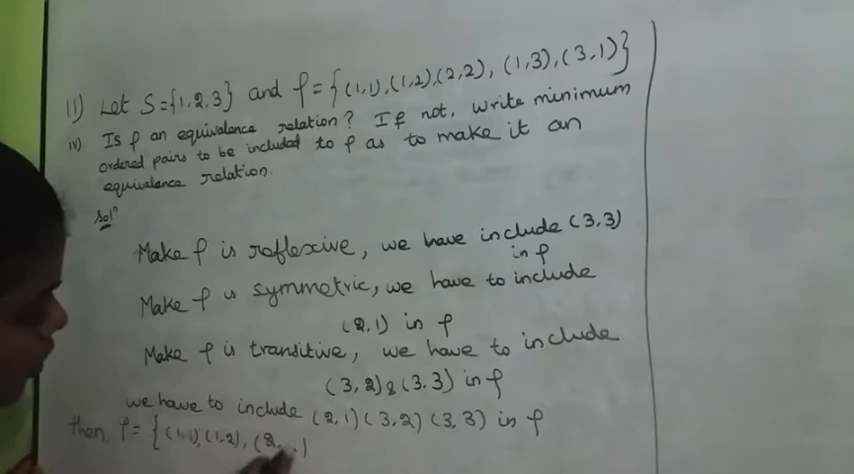 11) Let S={1,2,3} and ρ={(1,1),(1,2),(2,2), (1,3),(3,1)}
iv) Is ρ an equivalence relation? If not, write minimum
ordered pairs to be included to ρ as to make it an
equivalence relation.
Solⁿ
Make ρ is reflexive, we have include (3,3)
in ρ
Make ρ is symmetric, we have to include
(2,1) in ρ
Make ρ is transitive, we have to include
(3,2)&(3.3) in ρ
we have to include (2,1)(3,2)(3,3) in ρ
then, ρ={(1,1),(1,2), (2, )